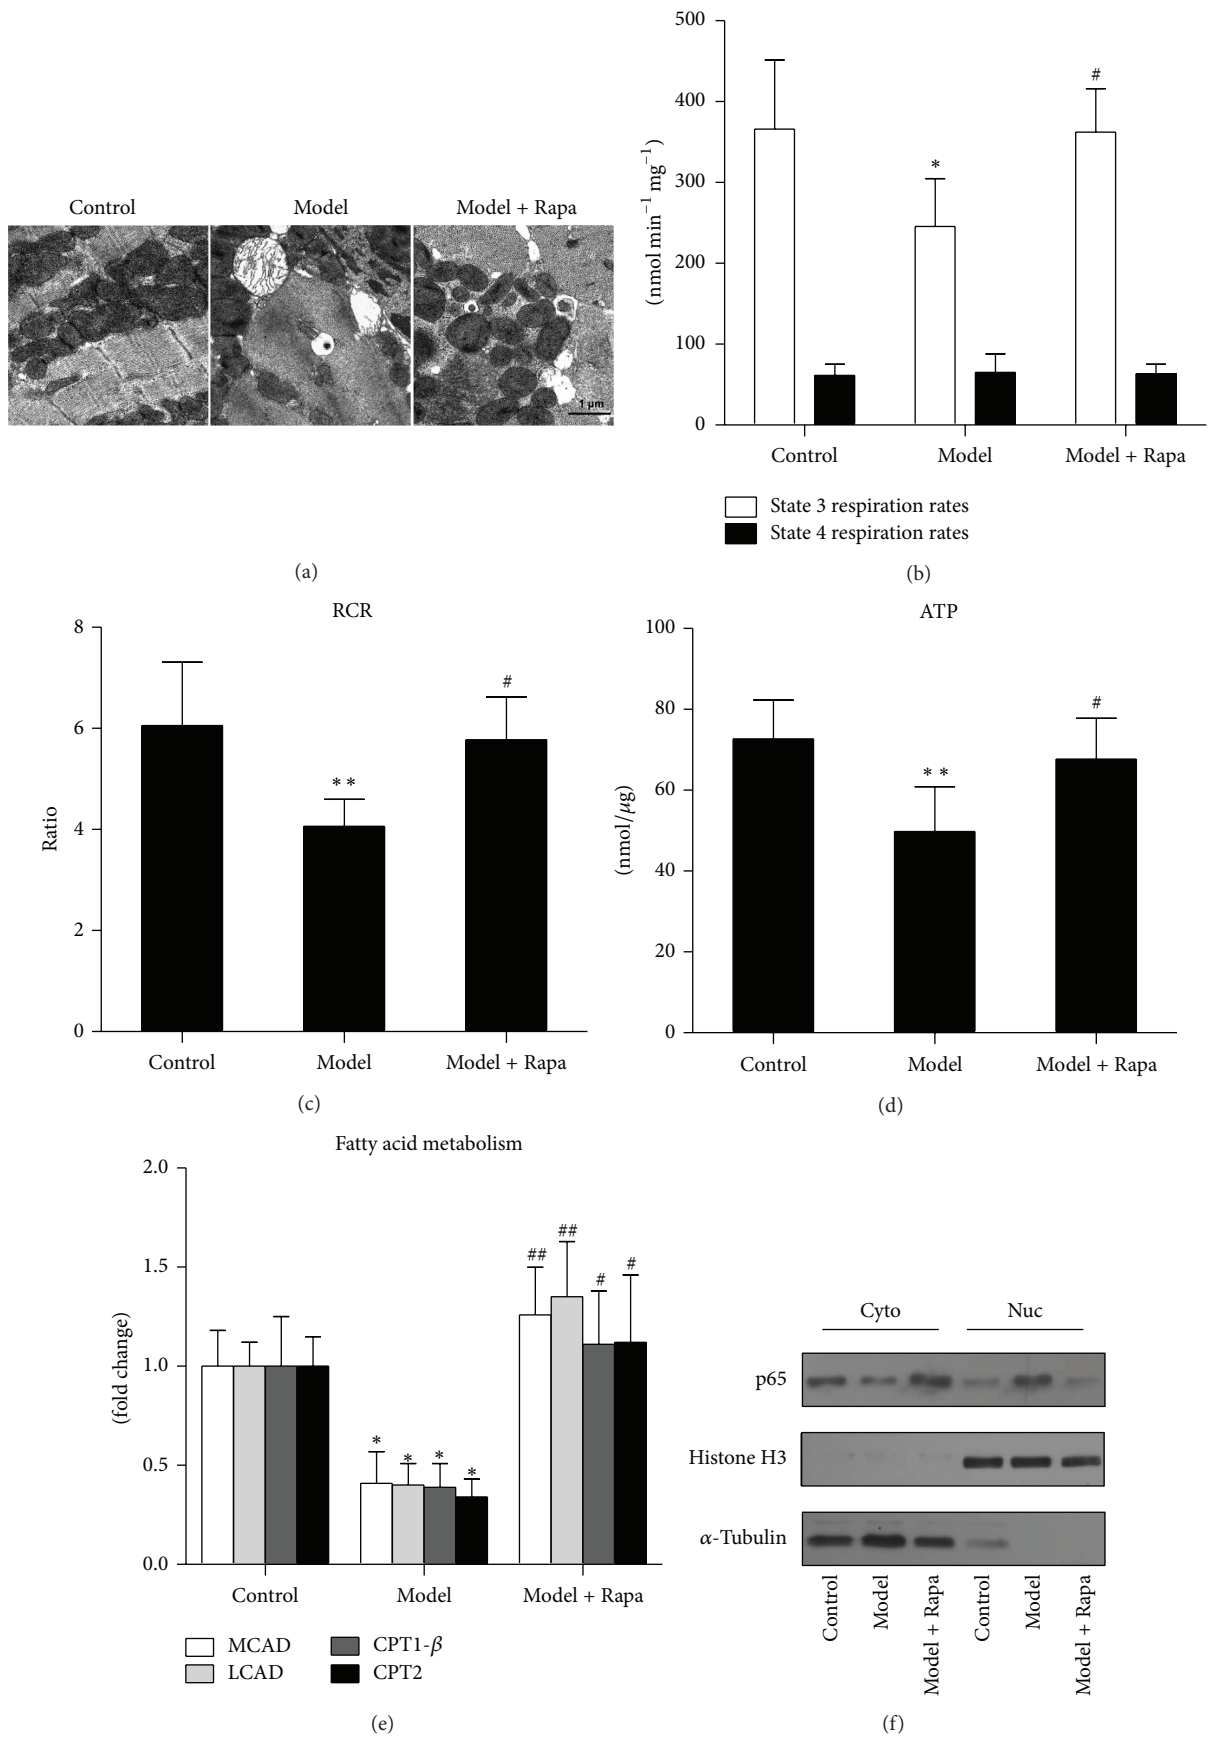 Control Model Model + Rapa
1 μm
(a)
500
400
300
200
100
0
(nmol min⁻¹ mg⁻¹)
*
#
Control Model Model + Rapa
State 3 respiration rates
State 4 respiration rates
(b)
RCR
8
6
4
2
0
Ratio
**
#
Control Model Model + Rapa
(c)
ATP
100
80
60
40
20
0
(nmol/μg)
**
#
Control Model Model + Rapa
(d)
Fatty acid metabolism
2.0
1.5
1.0
0.5
0.0
(fold change)
* * * *
## ## # #
Control Model Model + Rapa
MCAD CPT1-β
LCAD CPT2
(e)
Cyto Nuc
p65
Histone H3
α-Tubulin
Control Model Model + Rapa Control Model Model + Rapa
(f)